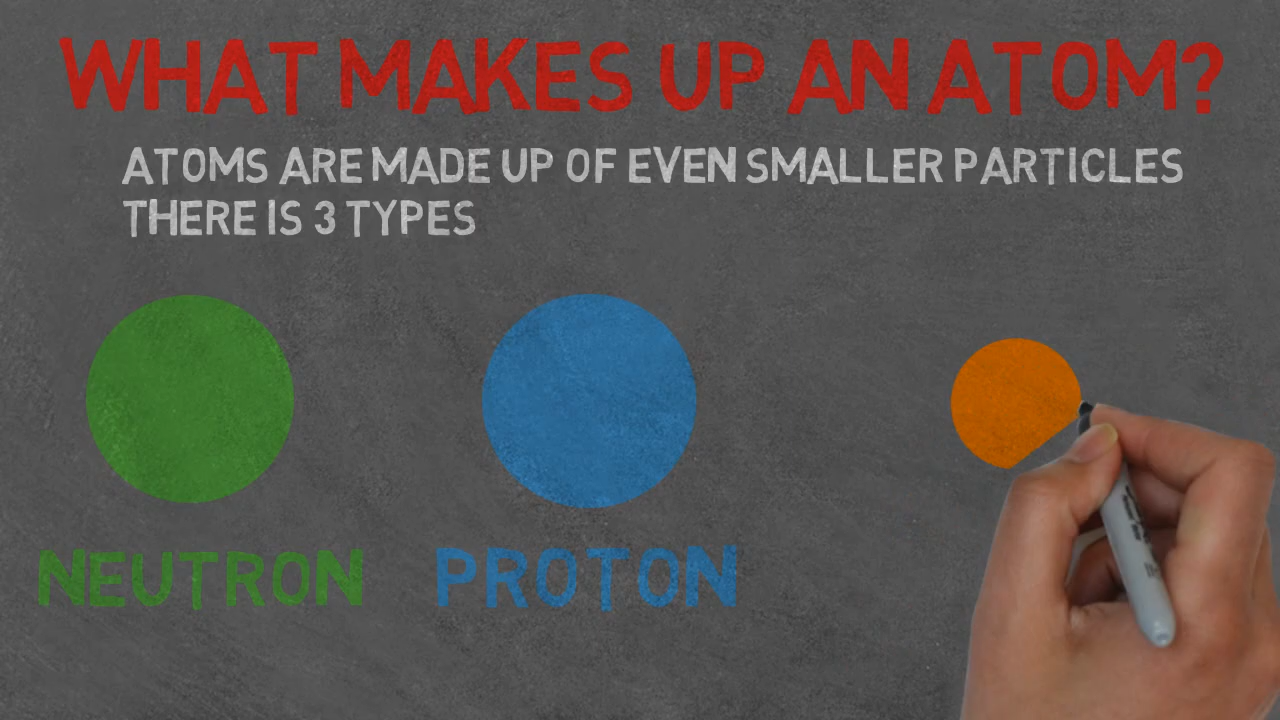 WHAT MAKES UP AN ATOM?
ATOMS ARE MADE UP OF EVEN SMALLER PARTICLES
THERE IS 3 TYPES
NEUTRON PROTON